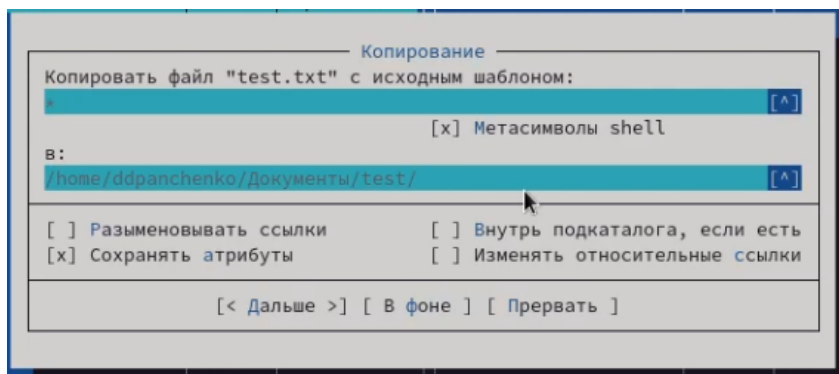 Копирование
Копировать файл "test.txt" с исходным шаблоном:
* [^]
[x] Метасимволы shell
в:
/home/ddpanchenko/Документы/test/ [^]
[ ] Разыменовывать ссылки [ ] Внутрь подкаталога, если есть
[x] Сохранять атрибуты [ ] Изменять относительные ссылки
[< Дальше >] [ В фоне ] [ Прервать ]